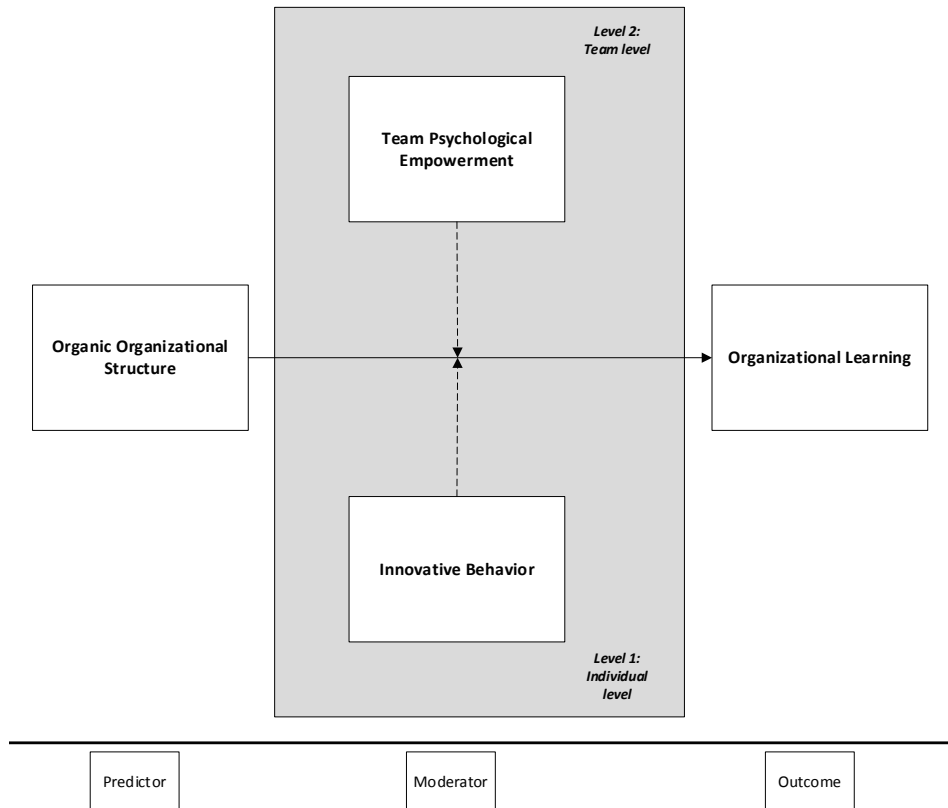 Level 2:
Team level
Team Psychological
Empowerment
Organic Organizational
Structure
Organizational Learning
Innovative Behavior
Level 1:
Individual
level
Predictor
Moderator
Outcome